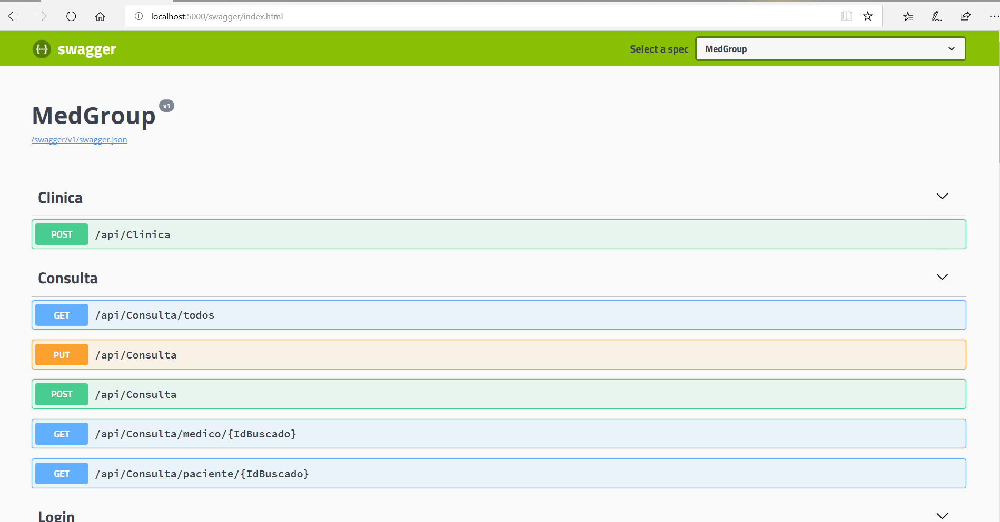 localhost:5000/swagger/index.html
{···} swagger
Select a spec
MedGroup
MedGroup v1
/swagger/v1/swagger.json
Clinica
POST /api/Clinica
Consulta
GET /api/Consulta/todos
PUT /api/Consulta
POST /api/Consulta
GET /api/Consulta/medico/{IdBuscado}
GET /api/Consulta/paciente/{IdBuscado}
Login